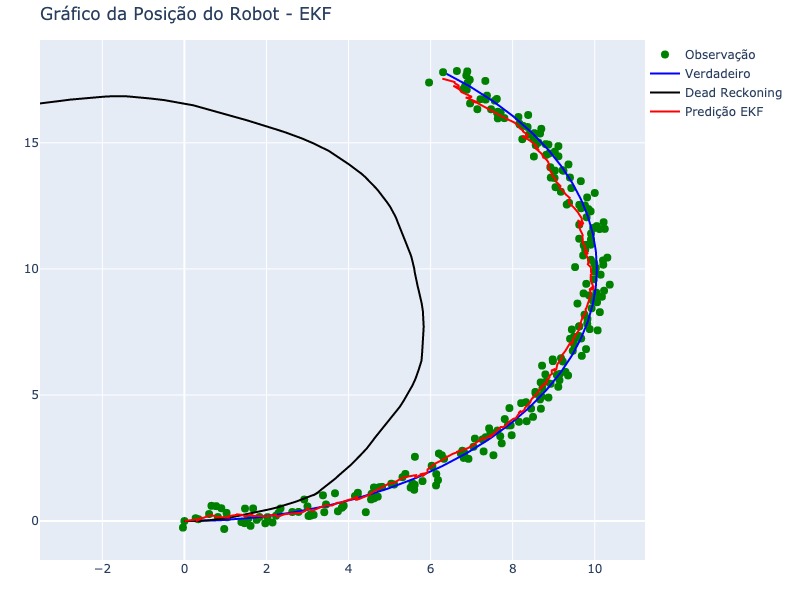 Gráfico da Posição do Robot - EKF
Observação
Verdadeiro
Dead Reckoning
Predição EKF
15
10
5
0
−2
0
2
4
6
8
10